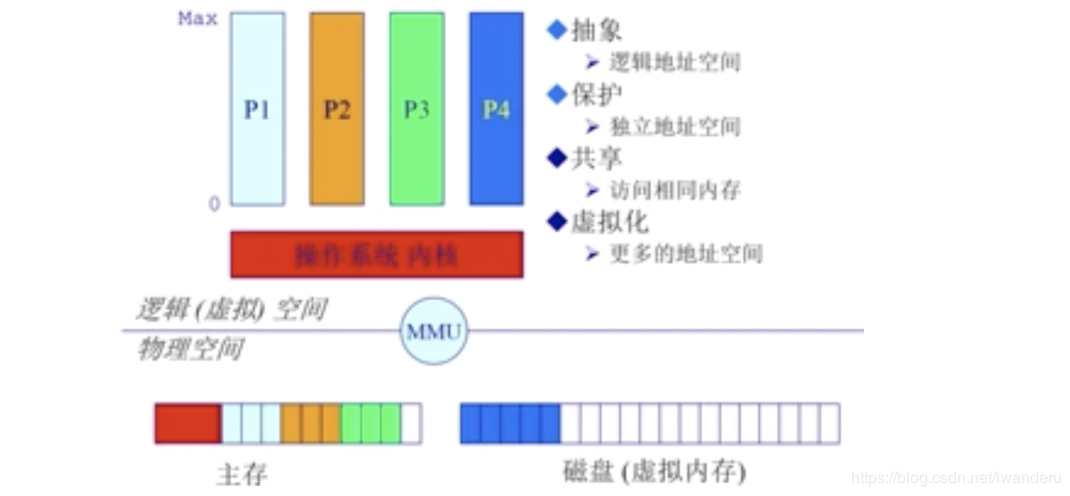 Max
P1 P2 P3 P4
0
操作系统 内核
◆抽象
➢ 逻辑地址空间
◆保护
➢ 独立地址空间
◆共享
➢ 访问相同内存
◆虚拟化
➢ 更多的地址空间
逻辑 (虚拟) 空间
MMU
物理空间
主存
磁盘 (虚拟内存)
https://blog.csdn.net/iwanderu